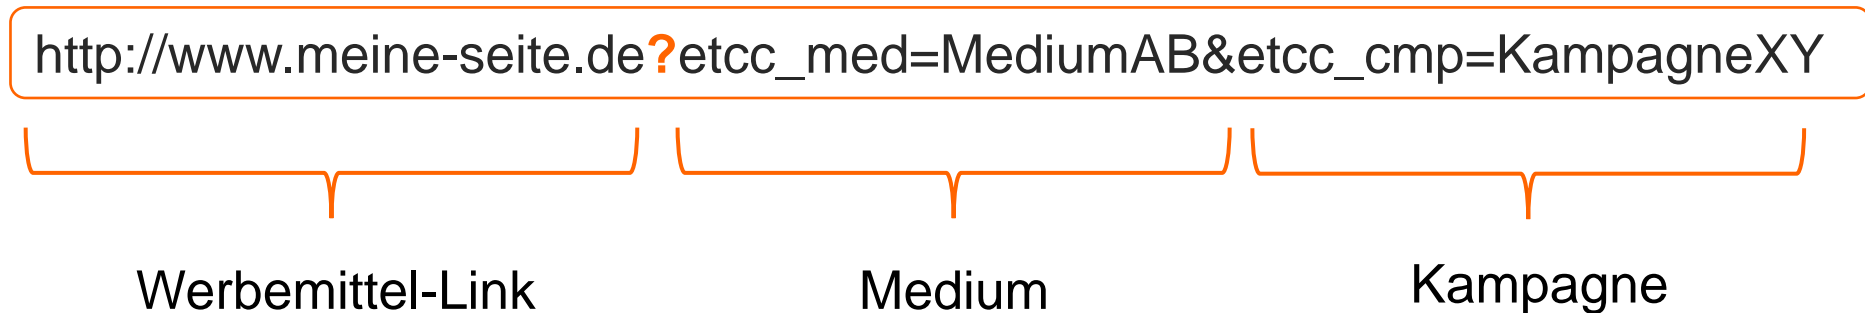 http://www.meine-seite.de?etcc_med=MediumAB&etcc_cmp=KampagneXY
Werbemittel-Link Medium Kampagne